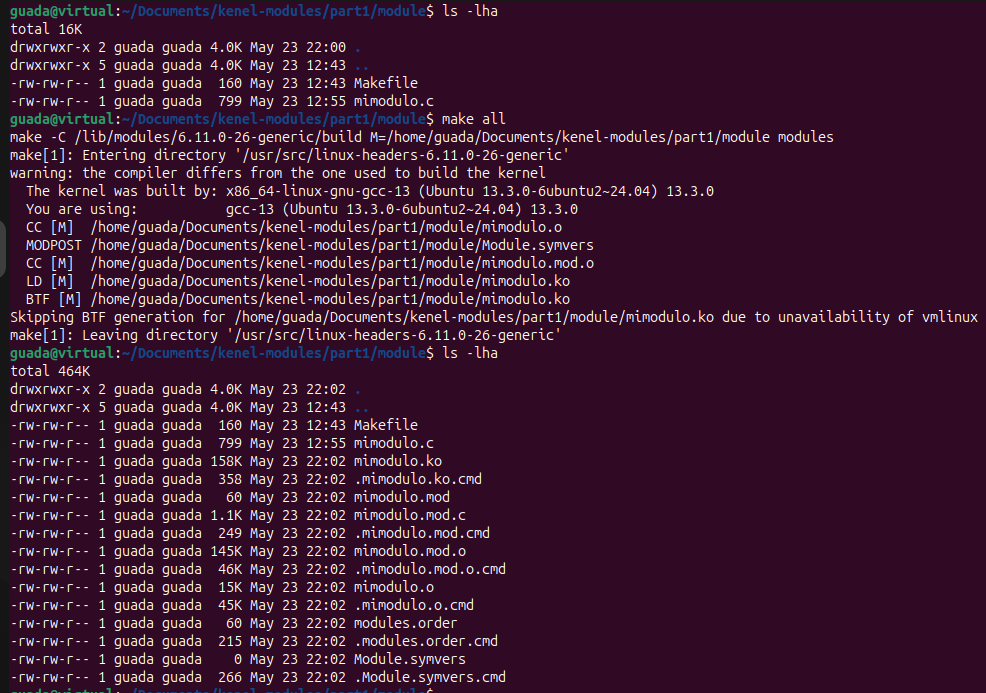 guada@virtual:~/Documents/kenel-modules/part1/module$ ls -lha
total 16K
drwxrwxr-x 2 guada guada 4.0K May 23 22:00 .
drwxrwxr-x 5 guada guada 4.0K May 23 12:43 ..
-rw-rw-r-- 1 guada guada  160 May 23 12:43 Makefile
-rw-rw-r-- 1 guada guada  799 May 23 12:55 mimodulo.c
guada@virtual:~/Documents/kenel-modules/part1/module$ make all
make -C /lib/modules/6.11.0-26-generic/build M=/home/guada/Documents/kenel-modules/part1/module modules
make[1]: Entering directory '/usr/src/linux-headers-6.11.0-26-generic'
warning: the compiler differs from the one used to build the kernel
  The kernel was built by: x86_64-linux-gnu-gcc-13 (Ubuntu 13.3.0-6ubuntu2~24.04) 13.3.0
  You are using:           gcc-13 (Ubuntu 13.3.0-6ubuntu2~24.04) 13.3.0
  CC [M]  /home/guada/Documents/kenel-modules/part1/module/mimodulo.o
  MODPOST /home/guada/Documents/kenel-modules/part1/module/Module.symvers
  CC [M]  /home/guada/Documents/kenel-modules/part1/module/mimodulo.mod.o
  LD [M]  /home/guada/Documents/kenel-modules/part1/module/mimodulo.ko
  BTF [M] /home/guada/Documents/kenel-modules/part1/module/mimodulo.ko
Skipping BTF generation for /home/guada/Documents/kenel-modules/part1/module/mimodulo.ko due to unavailability of vmlinux
make[1]: Leaving directory '/usr/src/linux-headers-6.11.0-26-generic'
guada@virtual:~/Documents/kenel-modules/part1/module$ ls -lha
total 464K
drwxrwxr-x 2 guada guada 4.0K May 23 22:02 .
drwxrwxr-x 5 guada guada 4.0K May 23 12:43 ..
-rw-rw-r-- 1 guada guada  160 May 23 12:43 Makefile
-rw-rw-r-- 1 guada guada  799 May 23 12:55 mimodulo.c
-rw-rw-r-- 1 guada guada 158K May 23 22:02 mimodulo.ko
-rw-rw-r-- 1 guada guada  358 May 23 22:02 .mimodulo.ko.cmd
-rw-rw-r-- 1 guada guada   60 May 23 22:02 mimodulo.mod
-rw-rw-r-- 1 guada guada 1.1K May 23 22:02 mimodulo.mod.c
-rw-rw-r-- 1 guada guada  249 May 23 22:02 .mimodulo.mod.cmd
-rw-rw-r-- 1 guada guada 145K May 23 22:02 mimodulo.mod.o
-rw-rw-r-- 1 guada guada  46K May 23 22:02 .mimodulo.mod.o.cmd
-rw-rw-r-- 1 guada guada  15K May 23 22:02 mimodulo.o
-rw-rw-r-- 1 guada guada  45K May 23 22:02 .mimodulo.o.cmd
-rw-rw-r-- 1 guada guada   60 May 23 22:02 modules.order
-rw-rw-r-- 1 guada guada  215 May 23 22:02 .modules.order.cmd
-rw-rw-r-- 1 guada guada    0 May 23 22:02 Module.symvers
-rw-rw-r-- 1 guada guada  266 May 23 22:02 .Module.symvers.cmd
guada@virtual:~/Documents/kenel-modules/part1/module$